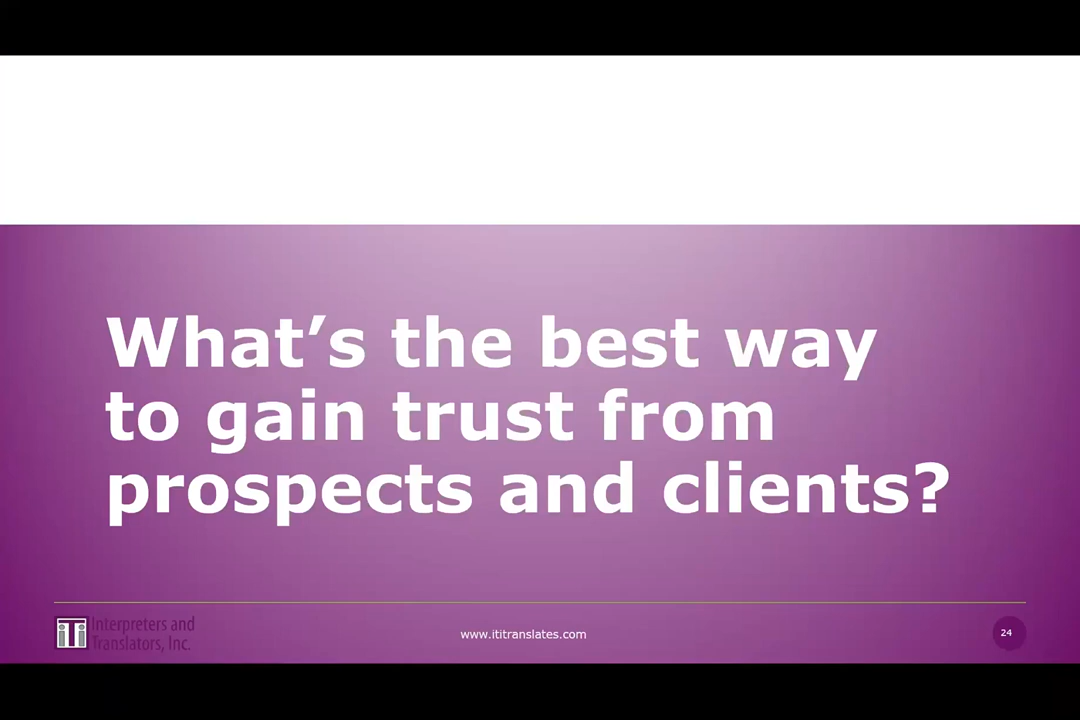 What’s the best way
to gain trust from
prospects and clients?
iTi
Interpreters and
Translators, Inc.
www.ititranslates.com
24